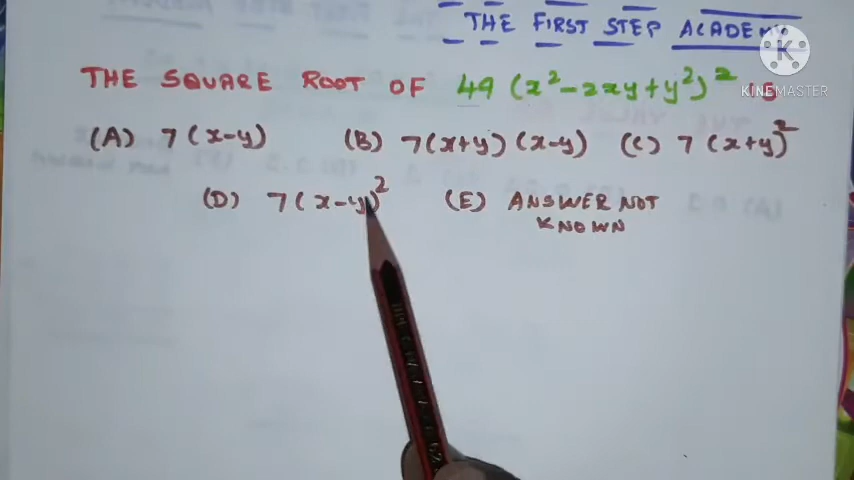 THE FIRST STEP ACADEMY
KINEMASTER
THE SQUARE ROOT OF 49 (x² - 2xy + y²)² IS
(A) 7 (x-y) (B) 7(x+y) (x-y) (C) 7 (x+y)²
(D) 7(x-y)² (E) ANSWER NOT
KNOWN